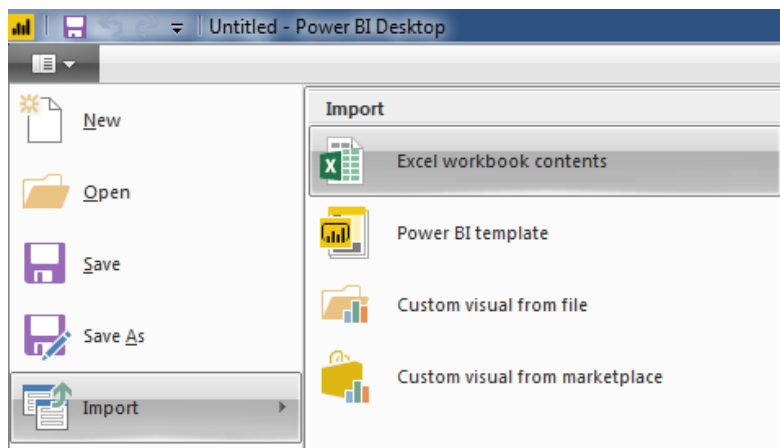 Untitled - Power BI Desktop
New
Open
Save
Save As
Import
Import
Excel workbook contents
Power BI template
Custom visual from file
Custom visual from marketplace